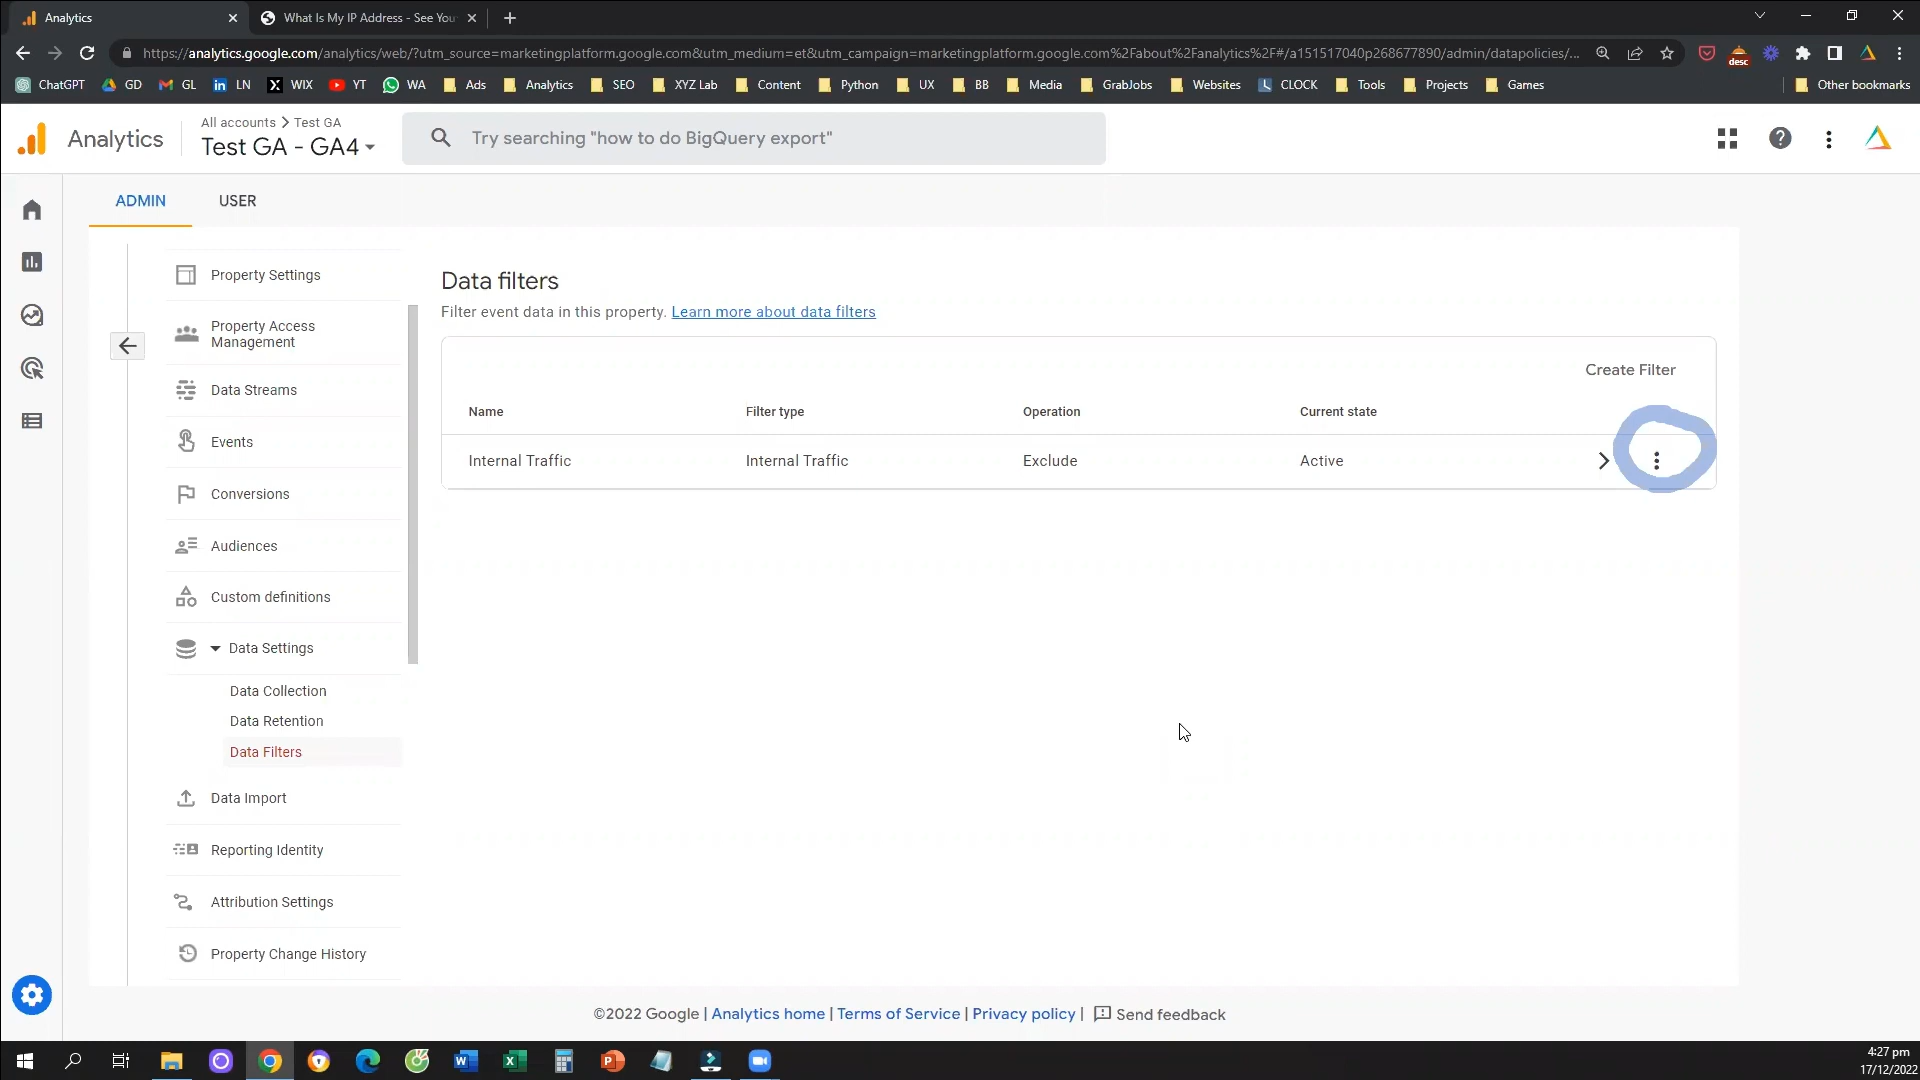 Analytics
What Is My IP Address - See You
https://analytics.google.com/analytics/web/?utm_source=marketingplatform.google.com&utm_medium=et&utm_campaign=marketingplatform.google.com%2Fabout%2Fanalytics%2F#/a151517040p268677890/admin/datapolicies/...
desc
ChatGPT GD GL LN WIX YT WA Ads Analytics SEO XYZ Lab Content Python UX BB Media GrabJobs Websites CLOCK Tools Projects Games Other bookmarks
Analytics
All accounts > Test GA
Test GA - GA4
Try searching "how to do BigQuery export"
ADMIN USER
Property Settings
Property Access
Management
Data Streams
Events
Conversions
Audiences
Custom definitions
Data Settings
Data Collection
Data Retention
Data Filters
Data Import
Reporting Identity
Attribution Settings
Property Change History
Data filters
Filter event data in this property. Learn more about data filters
Create Filter
Name Filter type Operation Current state
Internal Traffic Internal Traffic Exclude Active
©2022 Google | Analytics home | Terms of Service | Privacy policy | Send feedback
4:27 pm
17/12/2022